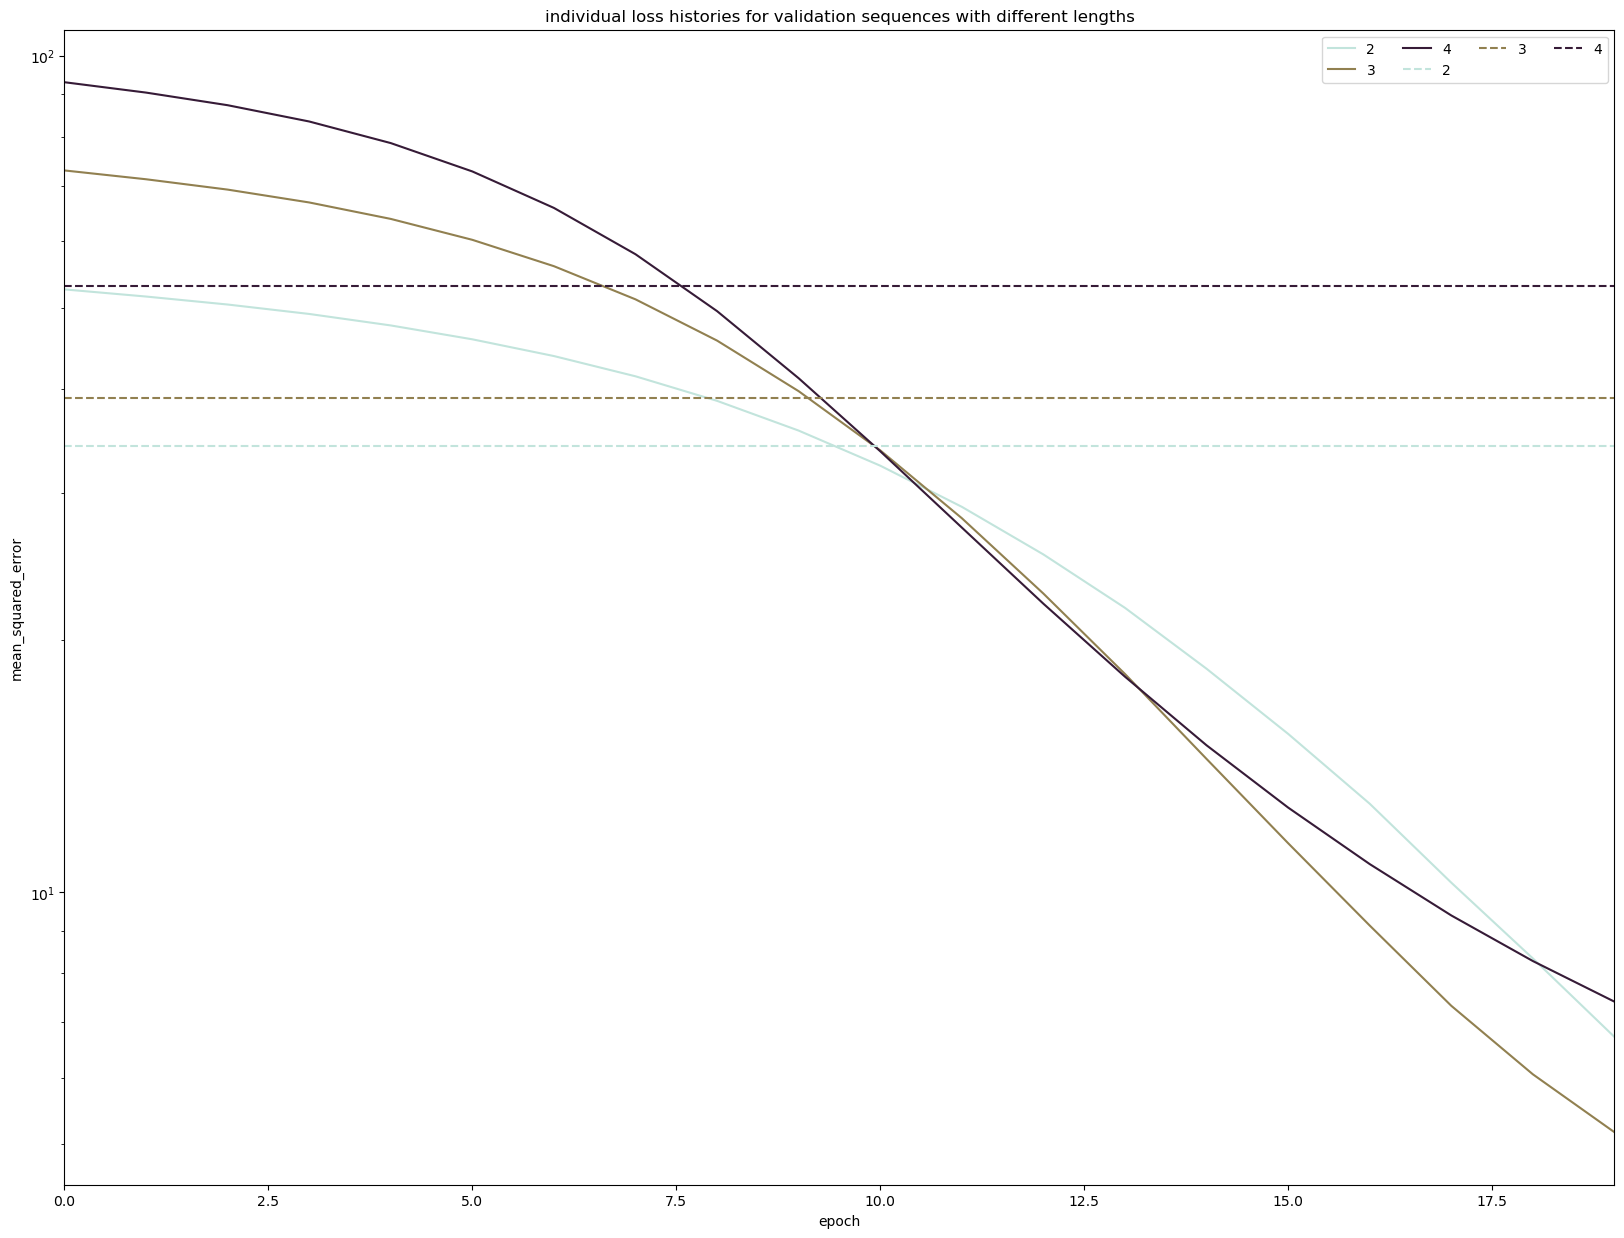 individual loss histories for validation sequences with different lengths
2 4 3 4
3 2
10²
10¹
mean_squared_error
0.0 2.5 5.0 7.5 10.0 12.5 15.0 17.5
epoch